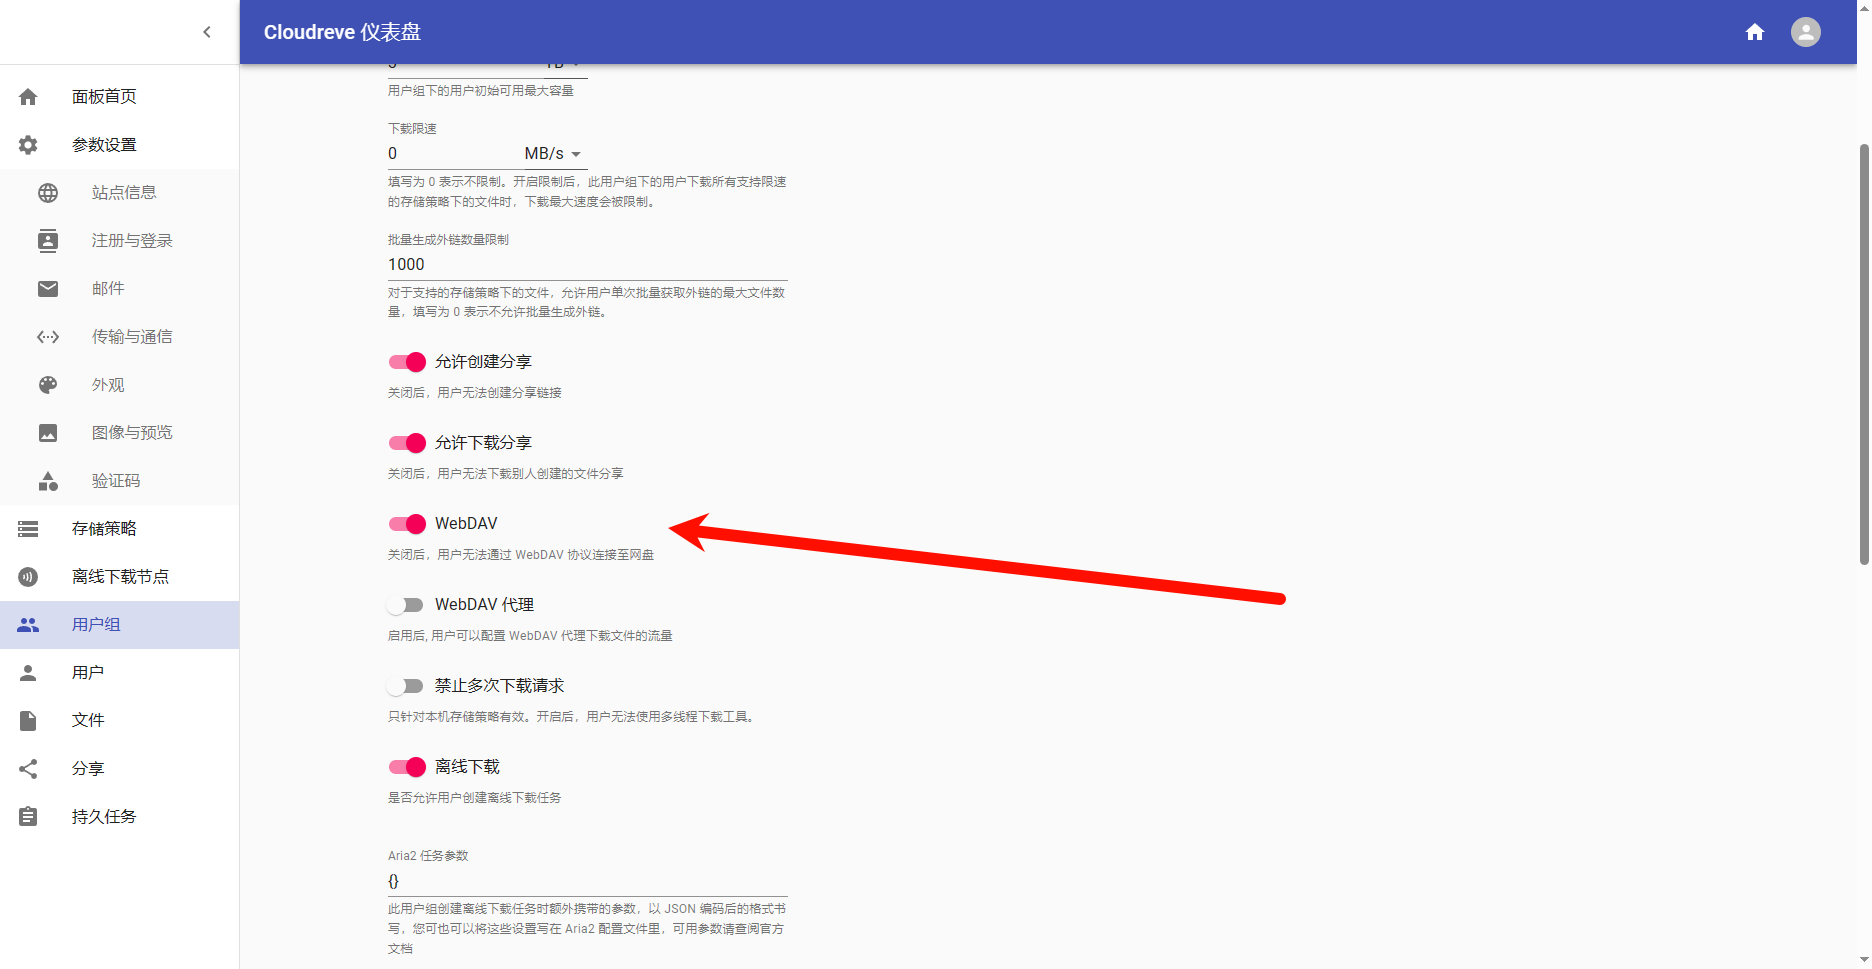 Cloudreve 仪表盘
面板首页
参数设置
站点信息
注册与登录
邮件
传输与通信
外观
图像与预览
验证码
存储策略
离线下载节点
用户组
用户
文件
分享
持久任务
用户组下的用户初始可用最大容量
下载限速
0 MB/s
填写为 0 表示不限制。开启限制后，此用户组下的用户下载所有支持限速
的存储策略下的文件时，下载最大速度会被限制。
批量生成外链数量限制
1000
对于支持的存储策略下的文件，允许用户单次批量获取外链的最大文件数
量，填写为 0 表示不允许批量生成外链。
允许创建分享
关闭后，用户无法创建分享链接
允许下载分享
关闭后，用户无法下载别人创建的文件分享
WebDAV
关闭后，用户无法通过 WebDAV 协议连接至网盘
WebDAV 代理
启用后, 用户可以配置 WebDAV 代理下载文件的流量
禁止多次下载请求
只针对本机存储策略有效。开启后，用户无法使用多线程下载工具。
离线下载
是否允许用户创建离线下载任务
Aria2 任务参数
{}
此用户组创建离线下载任务时额外携带的参数，以 JSON 编码后的格式书
写，您可也可以将这些设置写在 Aria2 配置文件里，可用参数请查阅官方
文档